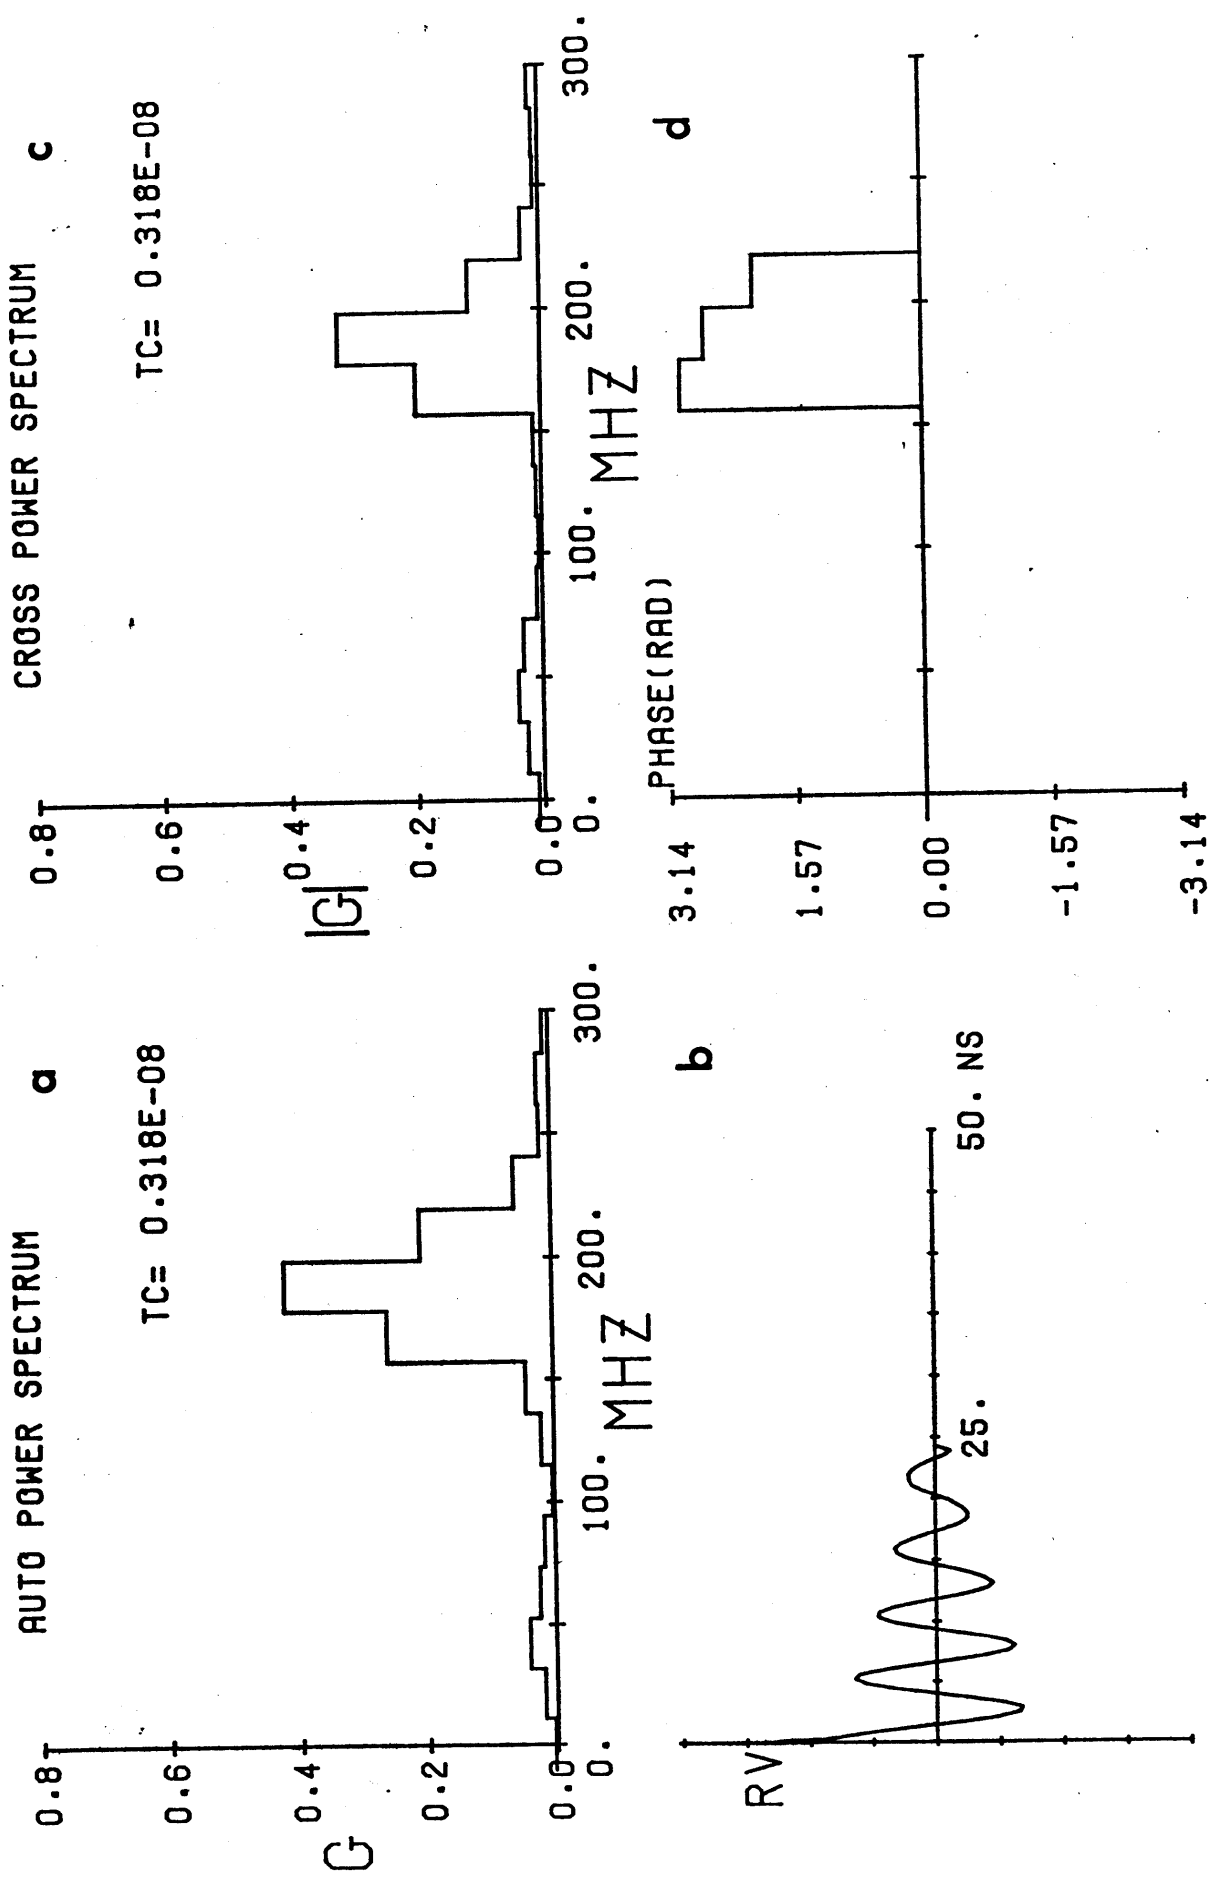 AUTO POWER SPECTRUM
a
TC= 0.318E-08
0.8
0.6
0.4
0.2
0.0
G
0.
100.
200.
300.
MHZ
b
RV
25.
50. NS
CROSS POWER SPECTRUM
c
TC= 0.318E-08
0.8
0.6
0.4
0.2
0.0
|G|
0.
100.
200.
300.
MHZ
d
PHASE(RAD)
3.14
1.57
0.00
-1.57
-3.14